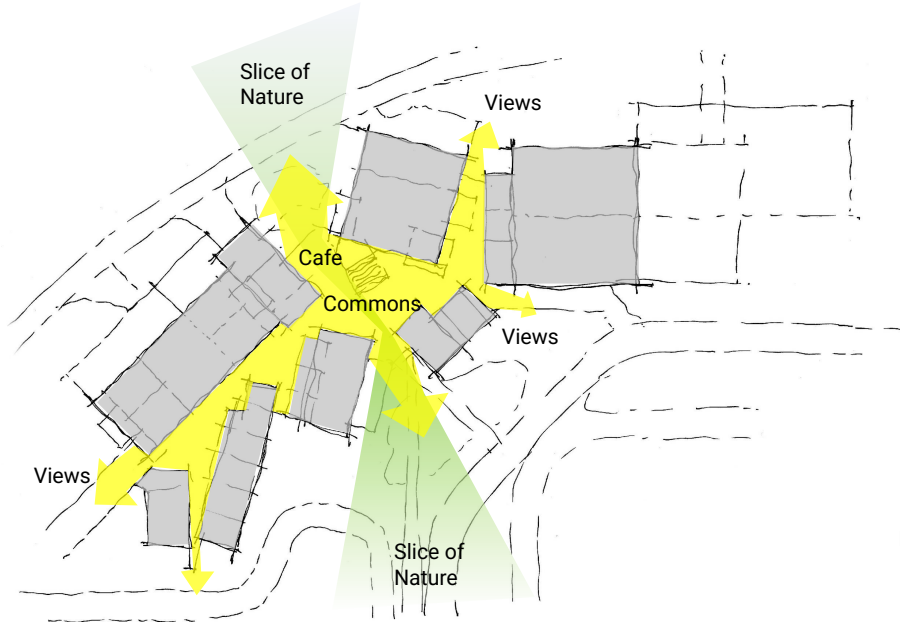 Slice of
Nature
Views
Cafe
Commons
Views
Views
Slice of
Nature